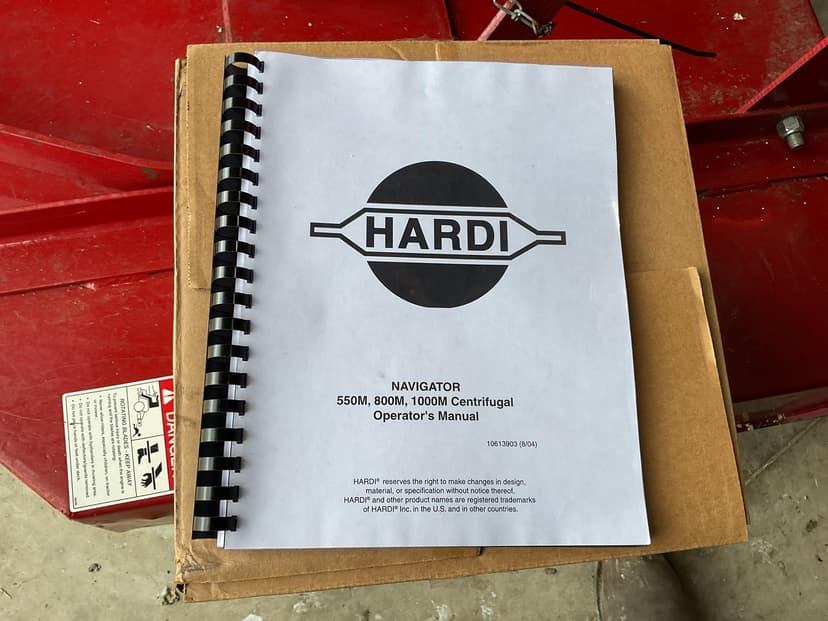 HARDI
NAVIGATOR
550M, 800M, 1000M Centrifugal
Operator's Manual
10613903 (8/04)
HARDI® reserves the right to make changes in design,
material, or specification without notice thereof.
HARDI® and other product names are registered trademarks
of HARDI® Inc. in the U.S. and in other countries.
DANGER
ROTATING BLADES - KEEP AWAY